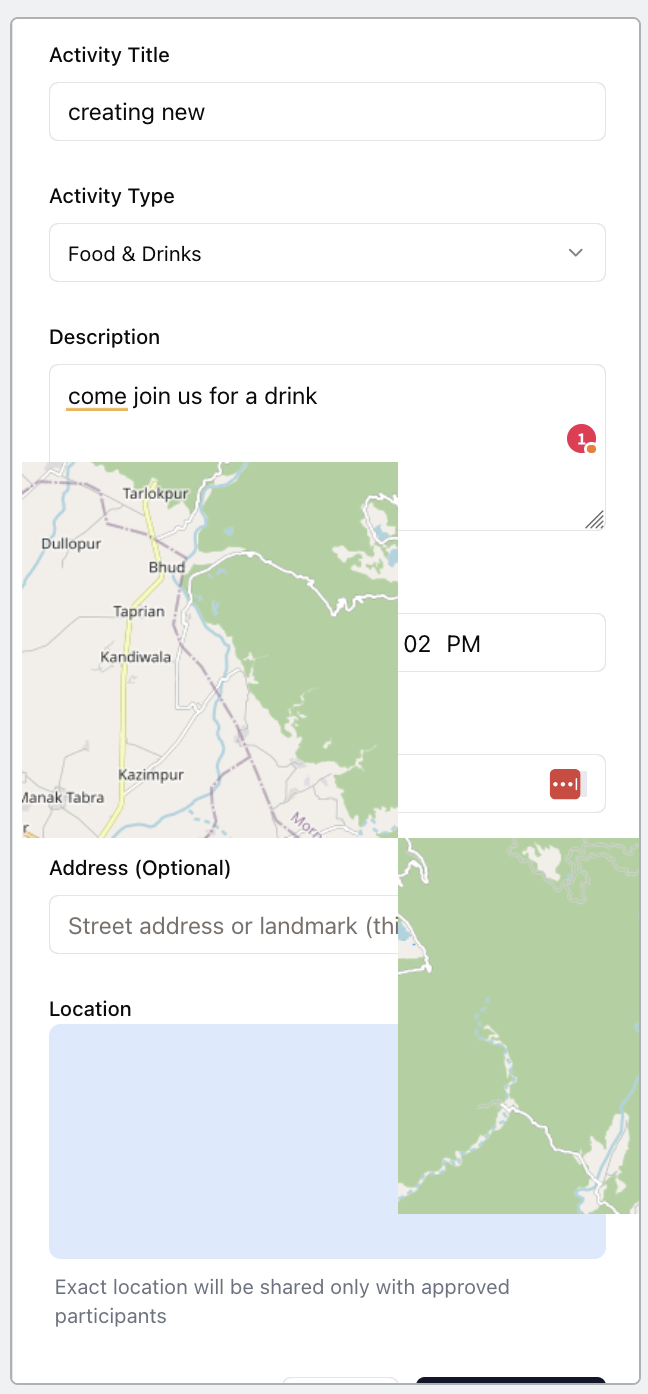 Activity Title
creating new
Activity Type
Food & Drinks
Description
come join us for a drink
1
Tarlokpur
Dullopur
Bhud
Taprian
Kandiwala
02 PM
Kazimpur
Manak Tabra
Morn
Address (Optional)
Street address or landmark (thi
Location
Exact location will be shared only with approved
participants